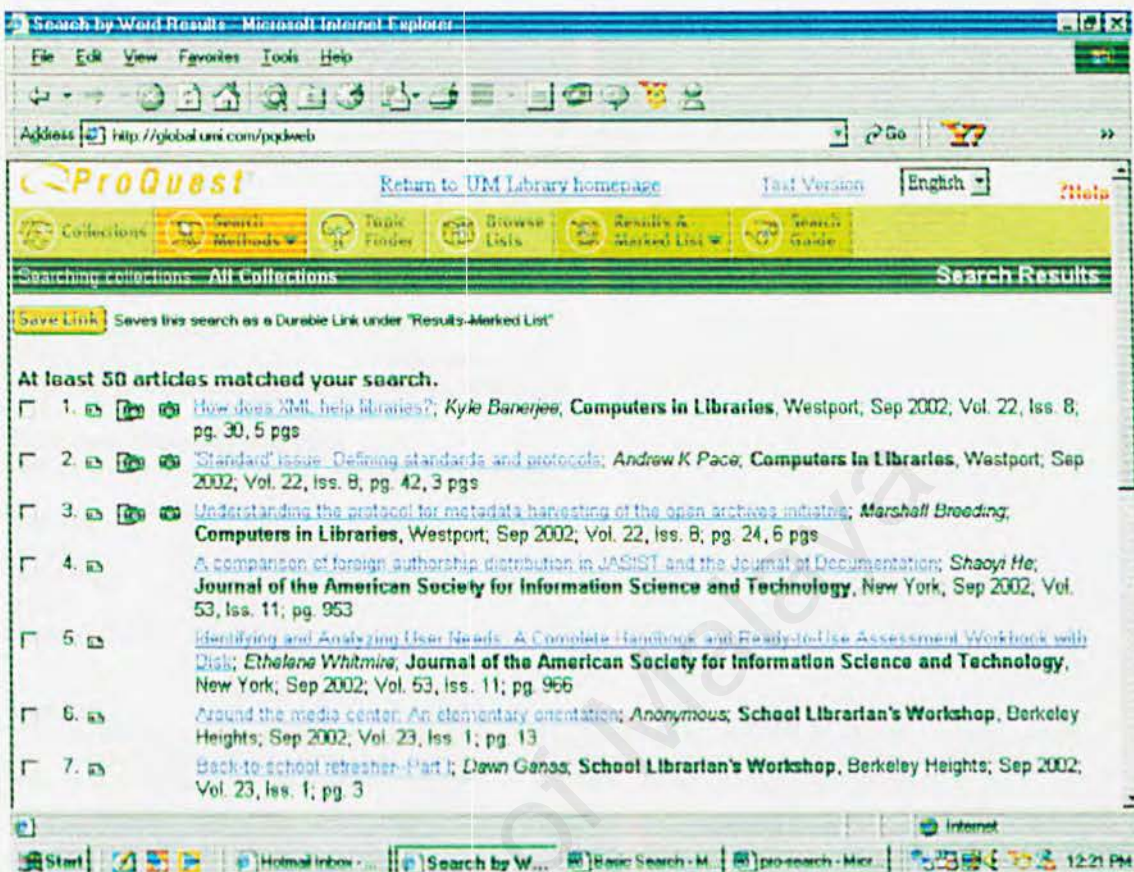 Search by Word Results - Microsoft Internet Explorer
File Edit View Favorites Tools Help
Address http://global.umi.com/pqdweb Go »
ProQuest Return to UM Library homepage Text Version English ?Help
Collections Search Methods Topic Finder Browse Lists Results & Marked List Search Guide
Searching collections: All Collections Search Results
Save Link Saves this search as a Durable Link under "Results-Marked List"
At least 50 articles matched your search.
1. How does XML help libraries?; Kyle Banerjee; Computers in Libraries, Westport; Sep 2002; Vol. 22, Iss. 8;
pg. 30, 5 pgs
2. 'Standard' issue: Defining standards and protocols; Andrew K Pace; Computers in Libraries, Westport; Sep
2002; Vol. 22, Iss. 8; pg. 42, 3 pgs
3. Understanding the protocol for metadata harvesting of the open archives initiative; Marshall Breeding;
Computers in Libraries, Westport; Sep 2002; Vol. 22, Iss. 8; pg. 24, 6 pgs
4. A comparison of foreign authorship distribution in JASIST and the Journal of Documentation; Shaoyi He;
Journal of the American Society for Information Science and Technology, New York; Sep 2002; Vol.
53, Iss. 11; pg. 953
5. Identifying and Analyzing User Needs: A Complete Handbook and Ready-to-Use Assessment Workbook with
Disk; Ethelene Whitmire; Journal of the American Society for Information Science and Technology,
New York; Sep 2002; Vol. 53, Iss. 11; pg. 966
6. Around the media center: An elementary orientation; Anonymous; School Librarian's Workshop, Berkeley
Heights; Sep 2002; Vol. 23, Iss. 1; pg. 13
7. Back-to-school refresher--Part I; Dawn Ganss; School Librarian's Workshop, Berkeley Heights; Sep 2002;
Vol. 23, Iss. 1; pg. 3
of Malaya
Internet
Start Hotmail Inbox - ... Search by W... Basic Search - M... pro-search - Micr... 12:21 PM